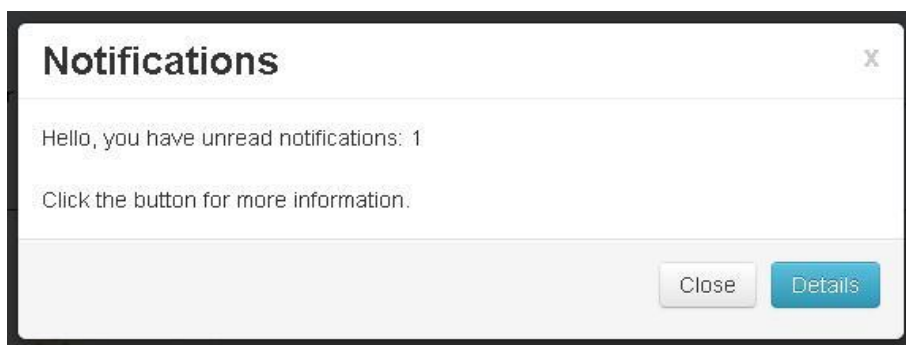 Notifications x
Hello, you have unread notifications: 1
Click the button for more information.
Close Details